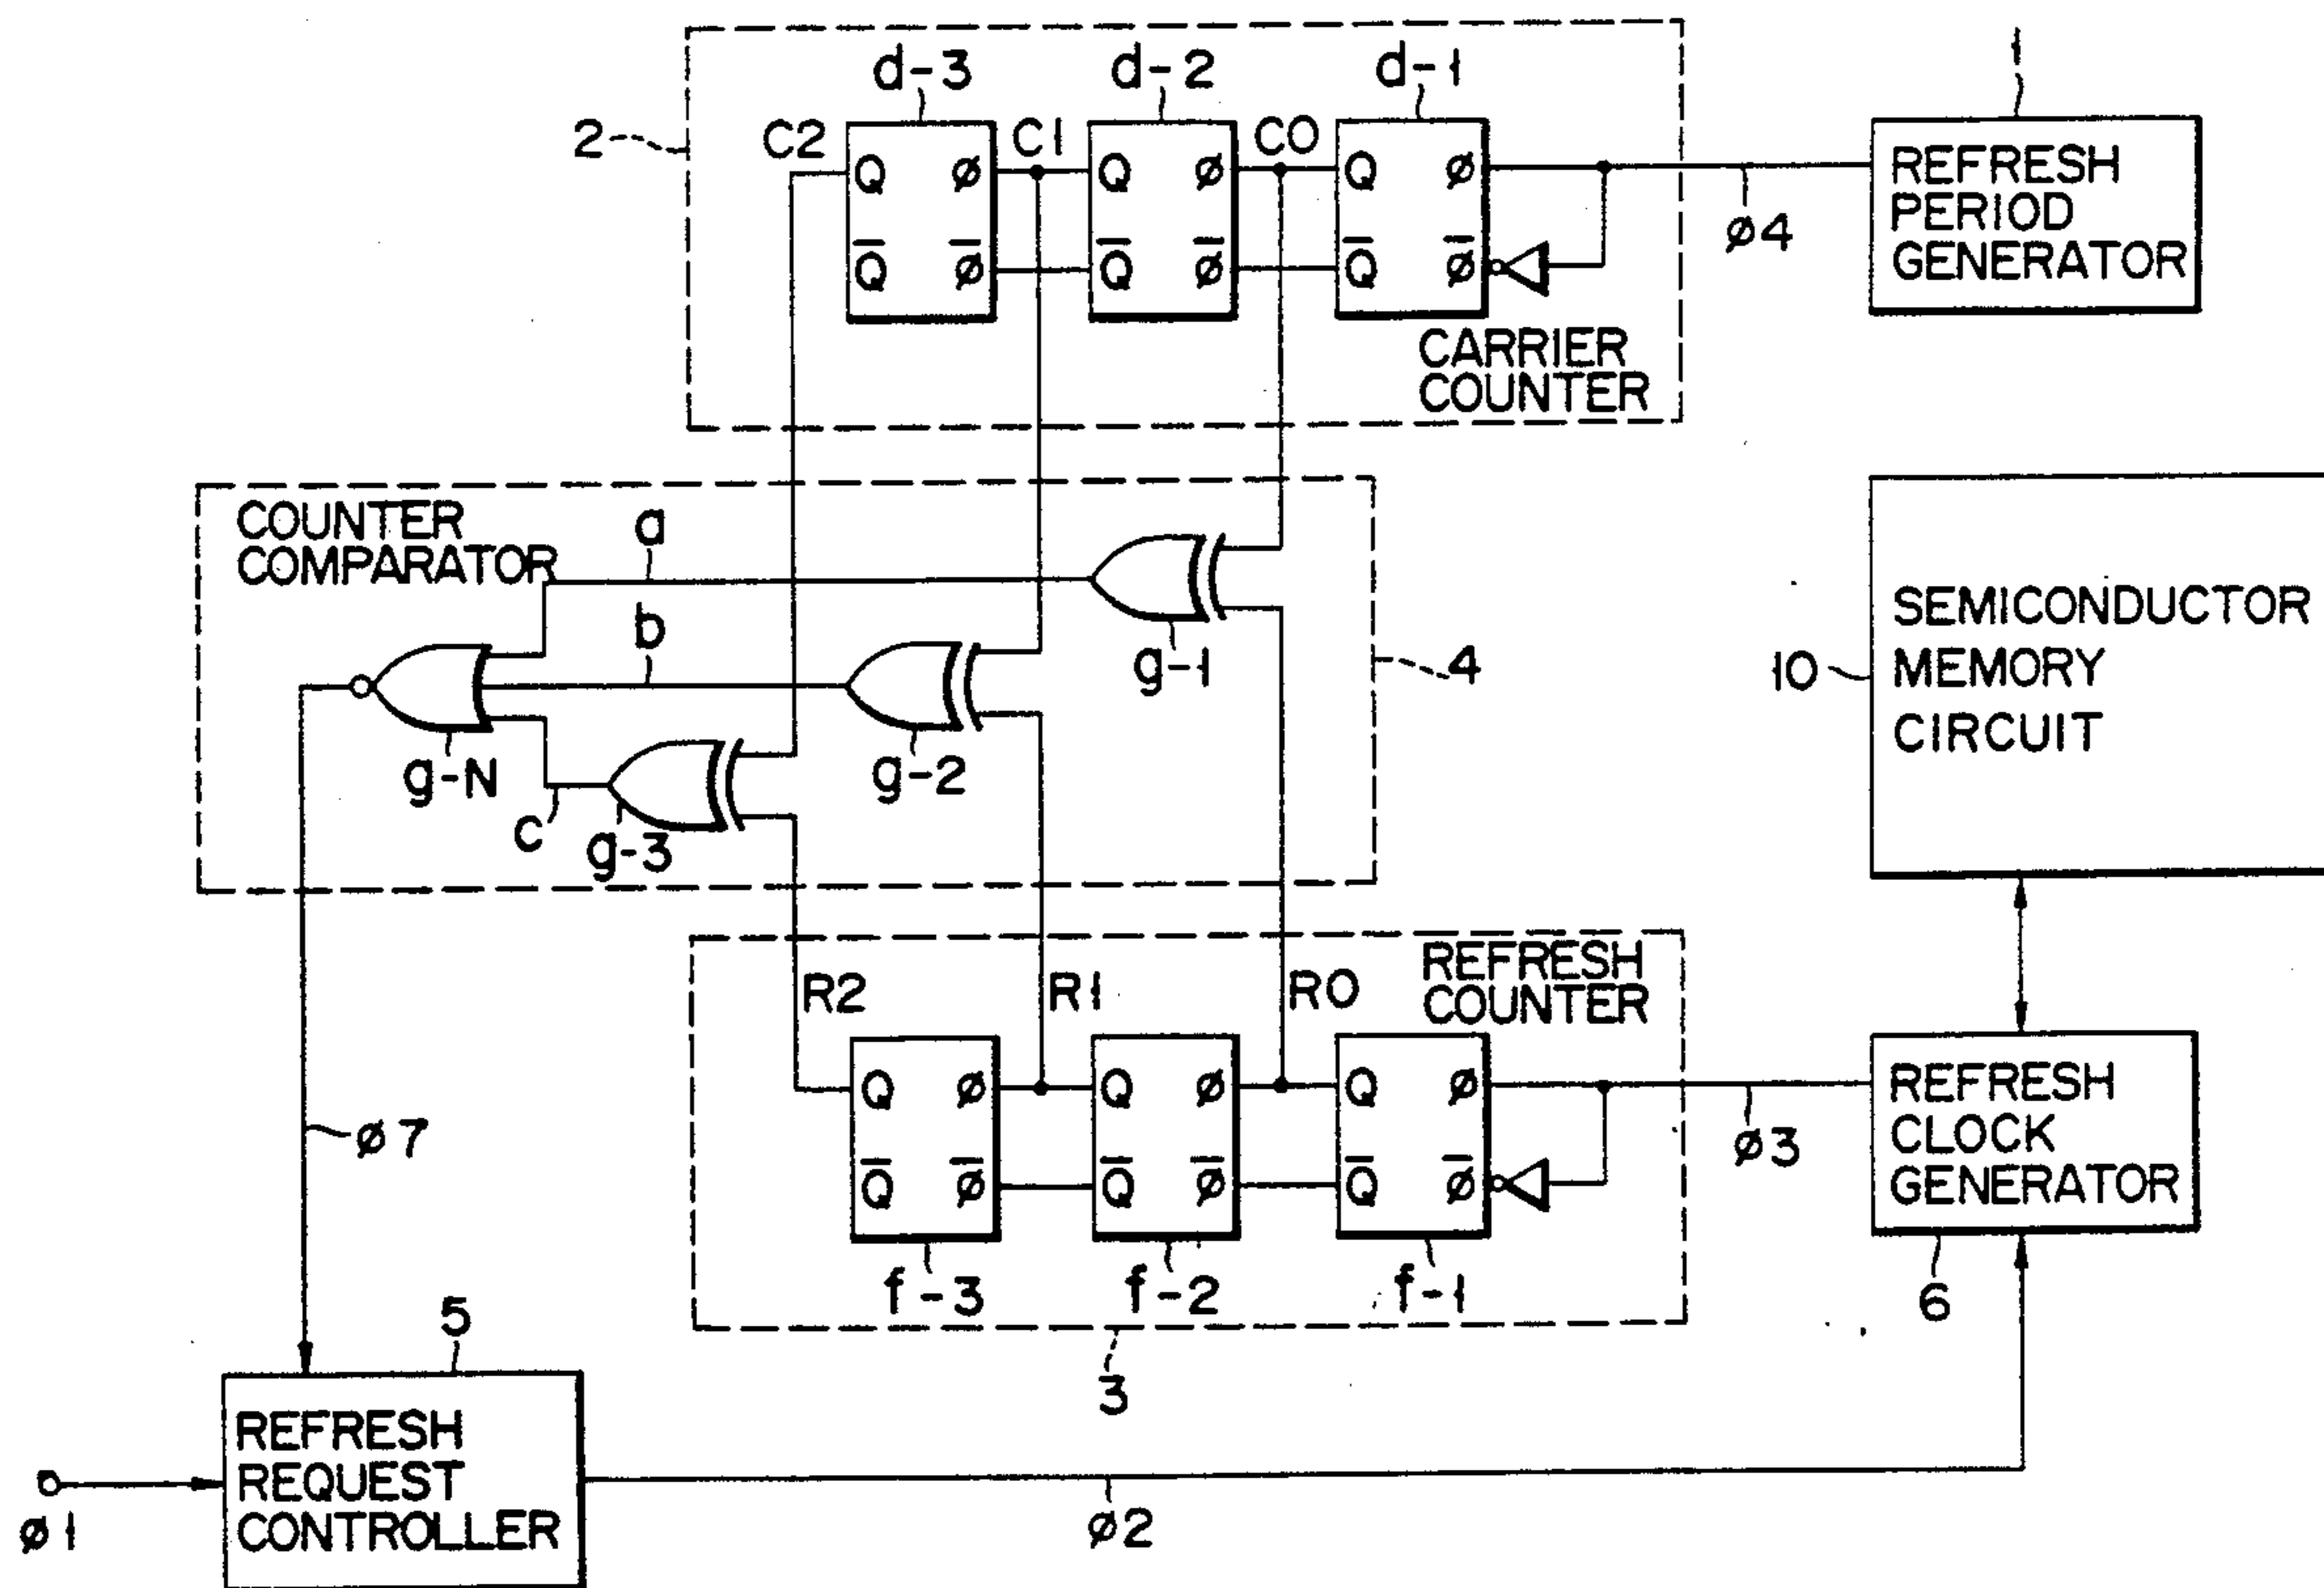 d-3
d-2
d-1
1
2
C2
C1
C0
Q
ø
Q
ø
Q
ø
Q̅
ø̅
Q̅
ø̅
Q̅
ø̅
ø4
REFRESH
PERIOD
GENERATOR
CARRIER
COUNTER
COUNTER
COMPARATOR
a
b
c
g-N
g-3
g-2
g-1
4
10
SEMICONDUCTOR
MEMORY
CIRCUIT
R2
R1
R0
REFRESH
COUNTER
Q
ø
Q
ø
Q
ø
Q̅
ø̅
Q̅
ø̅
Q̅
ø̅
ø3
REFRESH
CLOCK
GENERATOR
ø7
f-3
f-2
f-1
6
5
3
REFRESH
REQUEST
CONTROLLER
ø1
ø2